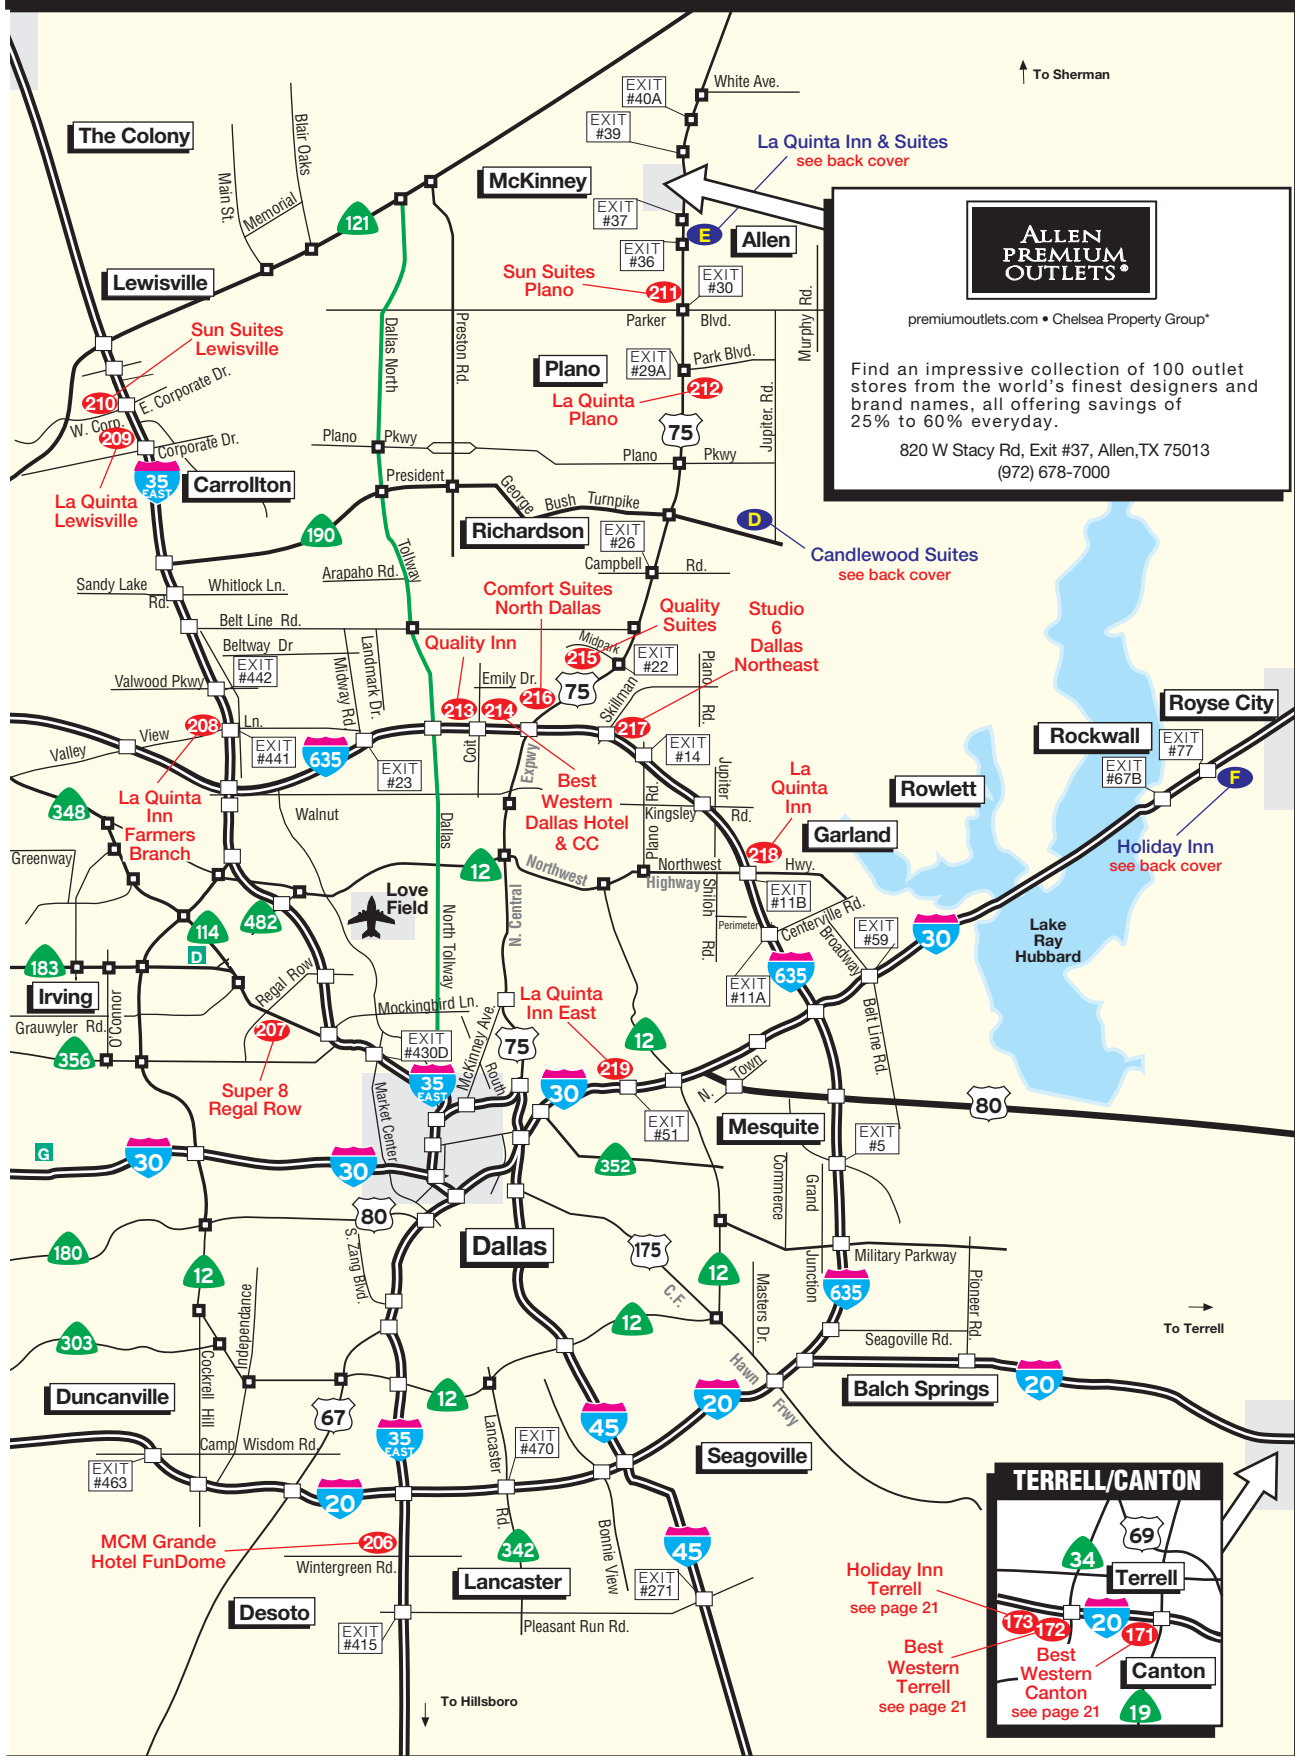 To Sherman
White Ave.
EXIT
#40A
EXIT
#39
The Colony
Blair Oaks
Main St.
Memorial
121
McKinney
La Quinta Inn & Suites
see back cover
EXIT
#37
E
Allen
EXIT
#36
Lewisville
Sun Suites
Plano
211
EXIT
#30
Parker
Blvd.
Murphy Rd.
ALLEN
PREMIUM
OUTLETS®
premiumoutlets.com • Chelsea Property Group*
Find an impressive collection of 100 outlet
stores from the world's finest designers and
brand names, all offering savings of
25% to 60% everyday.
820 W Stacy Rd, Exit #37, Allen,TX 75013
(972) 678-7000
Sun Suites
Lewisville
Dallas North
Preston Rd.
Plano
EXIT
#29A
Park Blvd.
212
La Quinta
Plano
Jupiter. Rd.
210
E. Corporate Dr.
W. Corp.
209
Corporate Dr.
35
EAST
La Quinta
Lewisville
Carrollton
Plano
Pkwy
75
Plano
Pkwy
President
George
Bush
Turnpike
190
Richardson
EXIT
#26
D
Candlewood Suites
see back cover
Campbell
Rd.
Tollway
Arapaho Rd.
Sandy Lake
Rd.
Whitlock Ln.
Belt Line Rd.
Beltway Dr
EXIT
#442
Valwood Pkwy
Midway Rd.
Landmark Dr.
Comfort Suites
North Dallas
Quality
Suites
Studio
6
Dallas
Northeast
Quality Inn
Midpark
215
EXIT
#22
Plano
Rd.
Emily Dr.
216
75
213
214
Skillman
217
208
Ln.
View
Valley
EXIT
#441
635
EXIT
#23
Coit
Expwy
EXIT
#14
Royse City
Rockwall
EXIT
#77
EXIT
#67B
F
Holiday Inn
see back cover
348
La Quinta
Inn
Farmers
Branch
Walnut
Dallas
Best
Western
Dallas Hotel
& CC
Plano
Rd.
Kingsley
Jupiter
Rd.
La
Quinta
Inn
Rowlett
Garland
218
Greenway
12
Northwest
Highway
Northwest
Hwy.
Shiloh
Rd.
EXIT
#11B
Perimeter
Centerville Rd.
Broadway
EXIT
#59
30
Lake
Ray
Hubbard
Love
Field
N. Central
482
114
D
183
Irving
O'Connor
Grauwyler Rd.
356
Regal Row
207
Super 8
Regal Row
North Tollway
Mockingbird Ln.
EXIT
#430D
McKinney Ave.
Routh
75
La Quinta
Inn East
12
219
635
EXIT
#11A
Belt Line Rd.
35
EAST
30
EXIT
#51
N.
Town
80
Mesquite
EXIT
#5
Market Center
352
G
30
30
80
Dallas
Commerce
Grand
Junction
Military Parkway
180
12
S. Zang Blvd.
175
12
C.F.
Masters Dr.
635
Pioneer Rd.
303
Independance
Cockrell Hill
12
Seagoville Rd.
To Terrell
Hawn
Frwy
Duncanville
67
12
20
Balch Springs
20
45
Camp Wisdom Rd.
EXIT
#463
35
EAST
Lancaster
Rd.
EXIT
#470
Seagoville
20
MCM Grande
Hotel FunDome
206
Wintergreen Rd.
342
Bonnie View
45
Lancaster
EXIT
#271
Desoto
EXIT
#415
Pleasant Run Rd.
To Hillsboro
TERRELL/CANTON
69
34
Terrell
Holiday Inn
Terrell
see page 21
173
172
20
171
Best
Western
Terrell
see page 21
Best
Western
Canton
see page 21
Canton
19